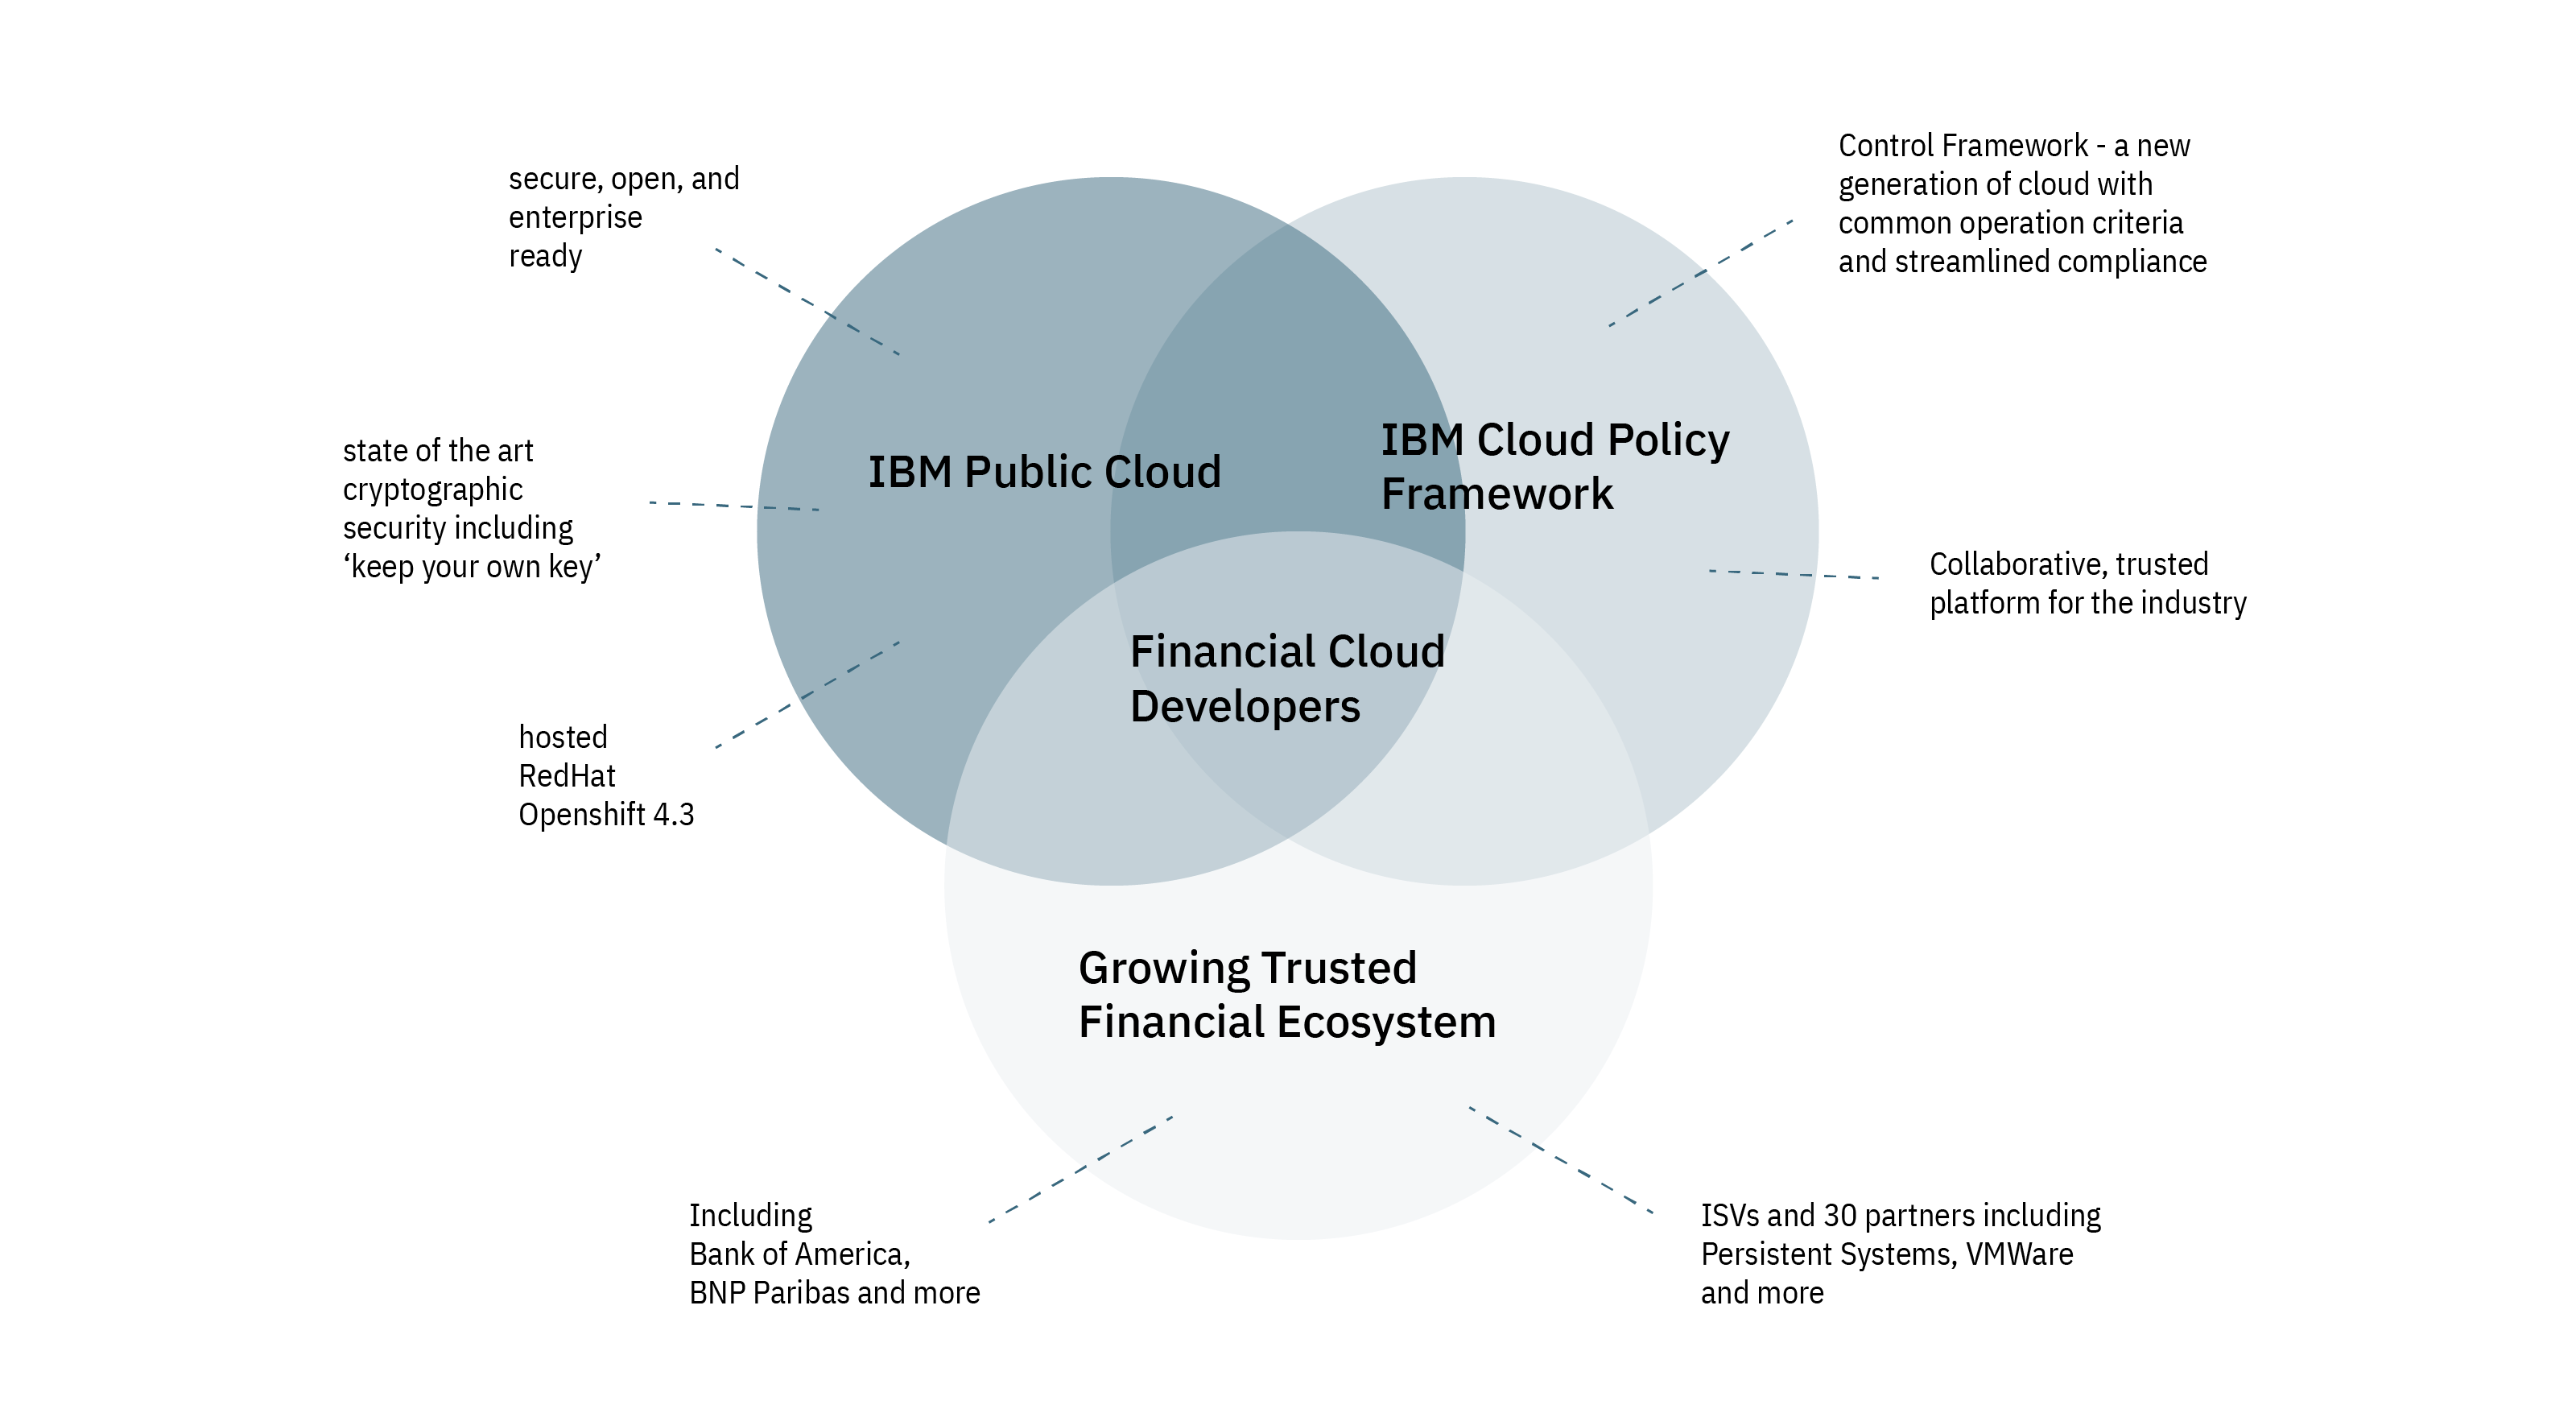 secure, open, and
enterprise
ready
Control Framework - a new
generation of cloud with
common operation criteria
and streamlined compliance
state of the art
cryptographic
security including
‘keep your own key’
IBM Public Cloud
IBM Cloud Policy
Framework
Collaborative, trusted
platform for the industry
Financial Cloud
Developers
hosted
RedHat
Openshift 4.3
Growing Trusted
Financial Ecosystem
Including
Bank of America,
BNP Paribas and more
ISVs and 30 partners including
Persistent Systems, VMWare
and more